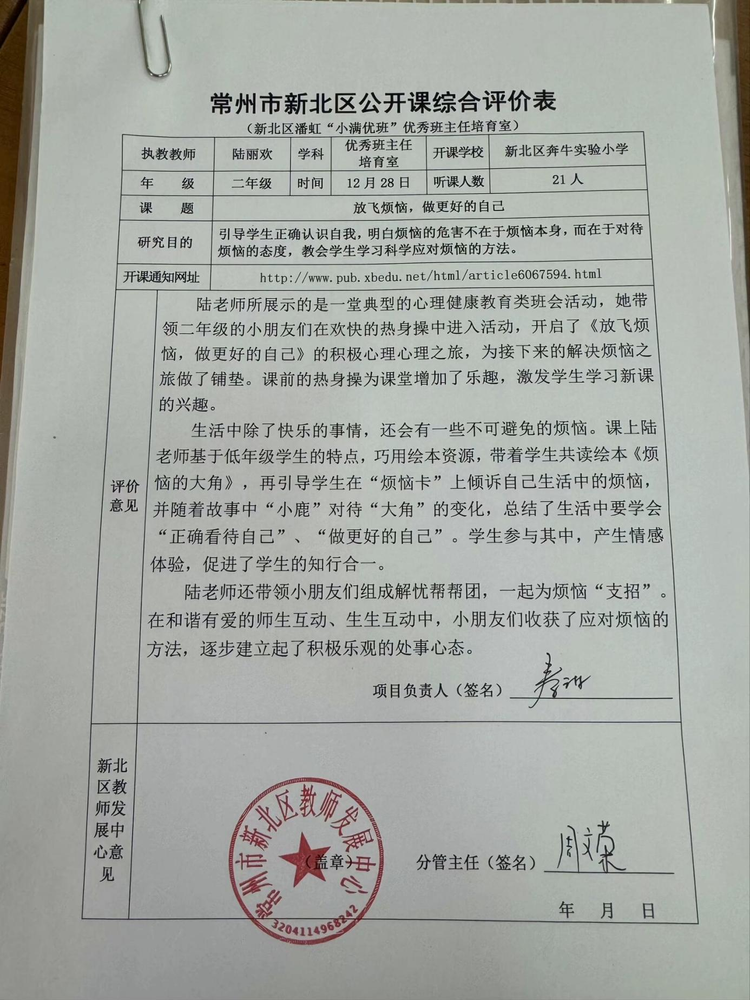 常州市新北区公开课综合评价表
（新北区潘虹“小满优班”优秀班主任培育室）
执教教师 陆丽欢 学科 优秀班主任培育室 开课学校 新北区奔牛实验小学
年 级 二年级 时间 12 月 28 日 听课人数 21 人
课 题 放飞烦恼，做更好的自己
研究目的
引导学生正确认识自我，明白烦恼的危害不在于烦恼本身，而在于对待
烦恼的态度，教会学生学习科学应对烦恼的方法。
开课通知网址 http://www.pub.xbedu.net/html/article6067594.html
评价
意见
陆老师所展示的是一堂典型的心理健康教育类班会活动，她带
领二年级的小朋友们在欢快的热身操中进入活动，开启了《放飞烦
恼，做更好的自己》的积极心理心理之旅，为接下来的解决烦恼之
旅做了铺垫。课前的热身操为课堂增加了乐趣，激发学生学习新课
的兴趣。
生活中除了快乐的事情，还会有一些不可避免的烦恼。课上陆
老师基于低年级学生的特点，巧用绘本资源，带着学生共读绘本《烦
恼的大角》，再引导学生在“烦恼卡”上倾诉自己生活中的烦恼，
并随着故事中“小鹿”对待“大角”的变化，总结了生活中要学会
“正确看待自己”、“做更好的自己”。学生参与其中，产生情感
体验，促进了学生的知行合一。
陆老师还带领小朋友们组成解忧帮帮团，一起为烦恼“支招”。
在和谐有爱的师生互动、生生互动中，小朋友们收获了应对烦恼的
方法，逐步建立起了积极乐观的处事心态。
项目负责人（签名）
新北
区教
师发
展中
心意
见
常州市新北区教师发展中心
（盖章）
3204114968242
分管主任（签名） 周文荣
年 月 日